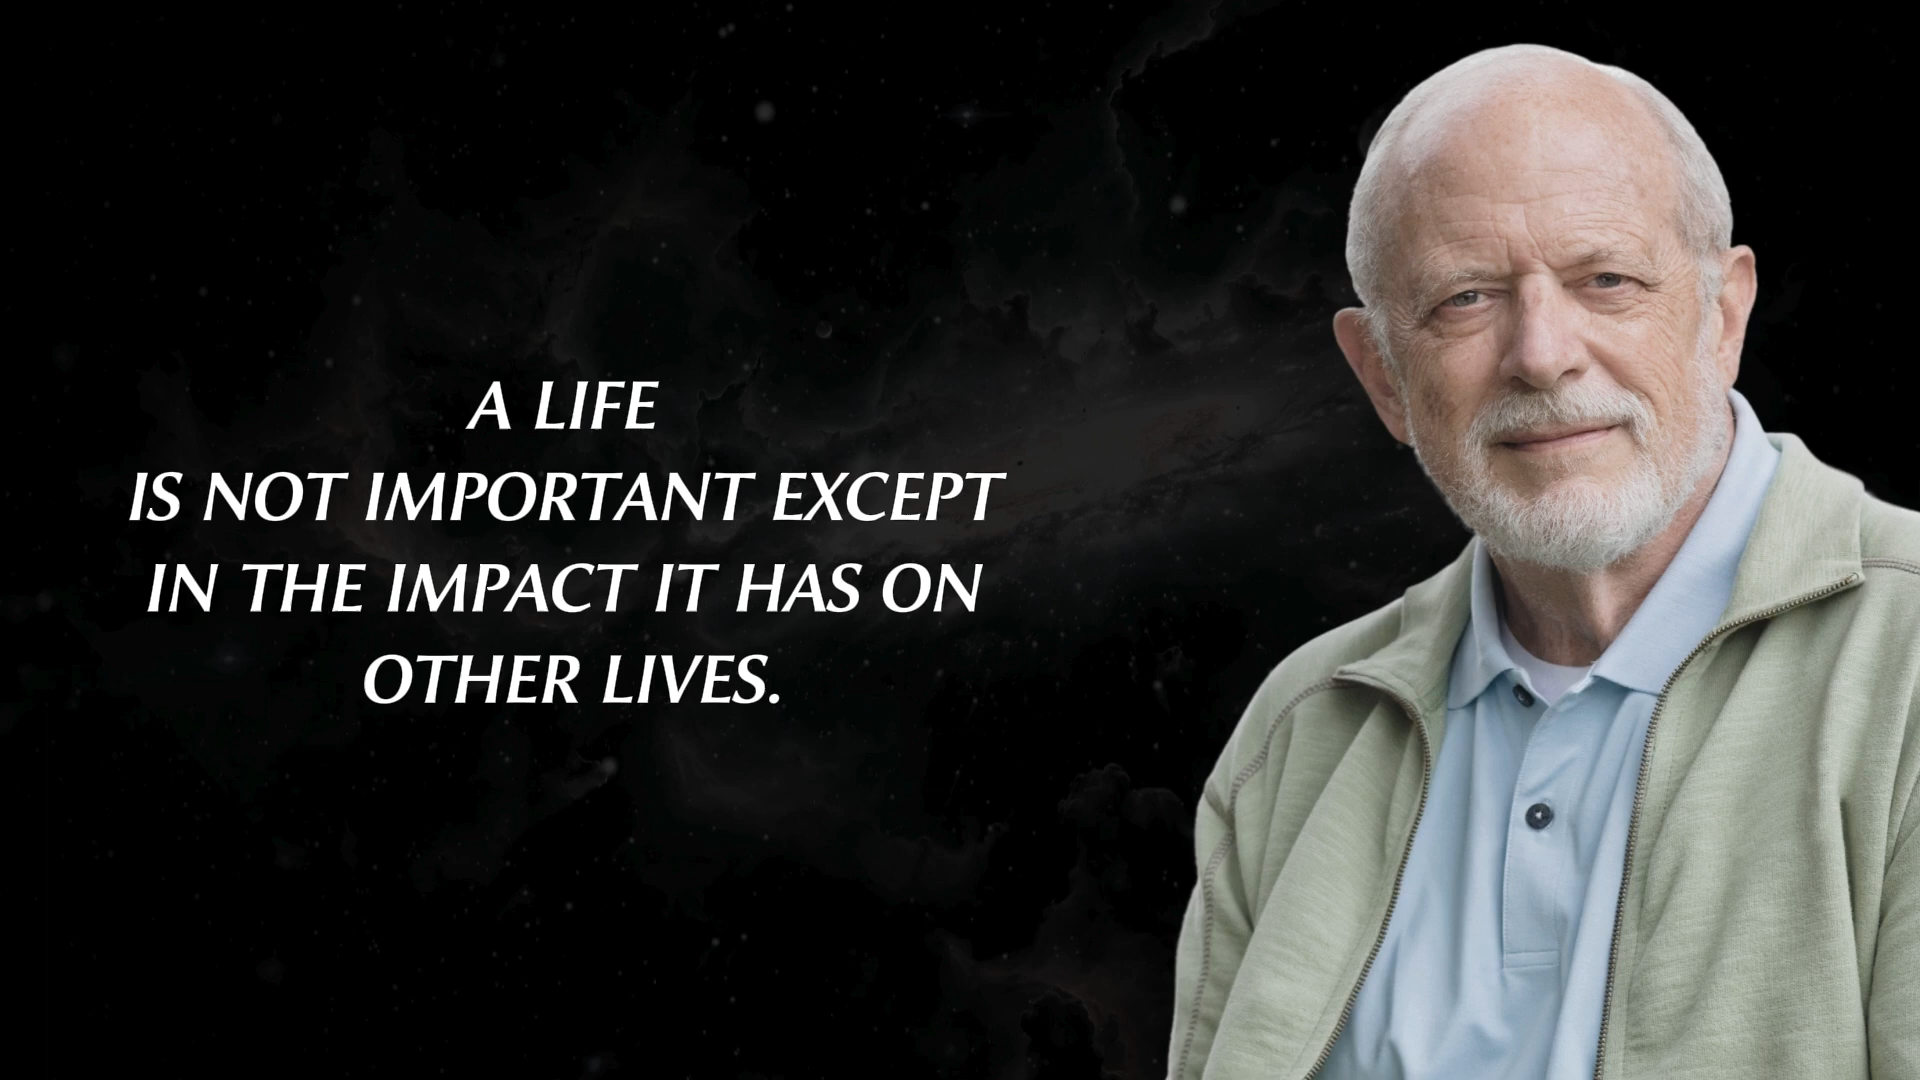 A LIFE
IS NOT IMPORTANT EXCEPT
IN THE IMPACT IT HAS ON
OTHER LIVES.